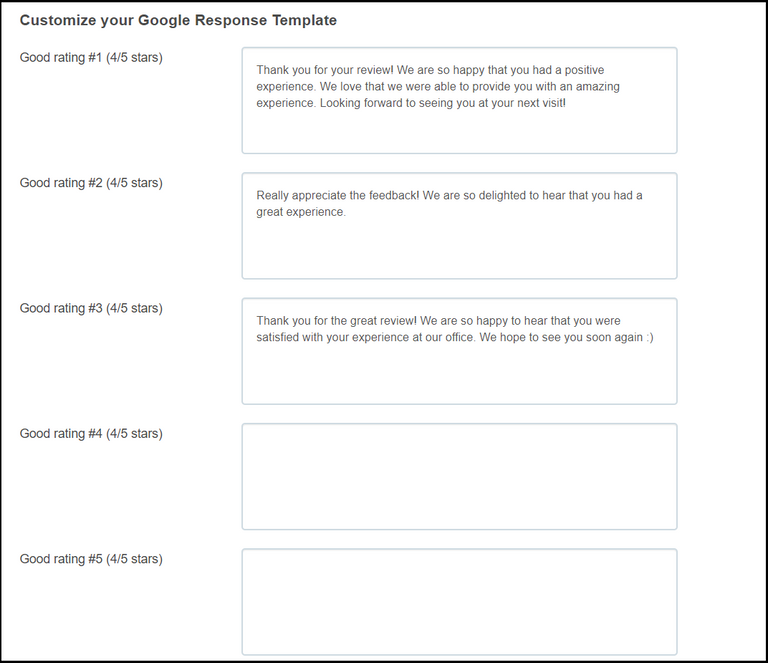 Customize your Google Response Template
Good rating #1 (4/5 stars)
Thank you for your review! We are so happy that you had a positive
experience. We love that we were able to provide you with an amazing
experience. Looking forward to seeing you at your next visit!
Good rating #2 (4/5 stars)
Really appreciate the feedback! We are so delighted to hear that you had a
great experience.
Good rating #3 (4/5 stars)
Thank you for the great review! We are so happy to hear that you were
satisfied with your experience at our office. We hope to see you soon again :)
Good rating #4 (4/5 stars)
Good rating #5 (4/5 stars)